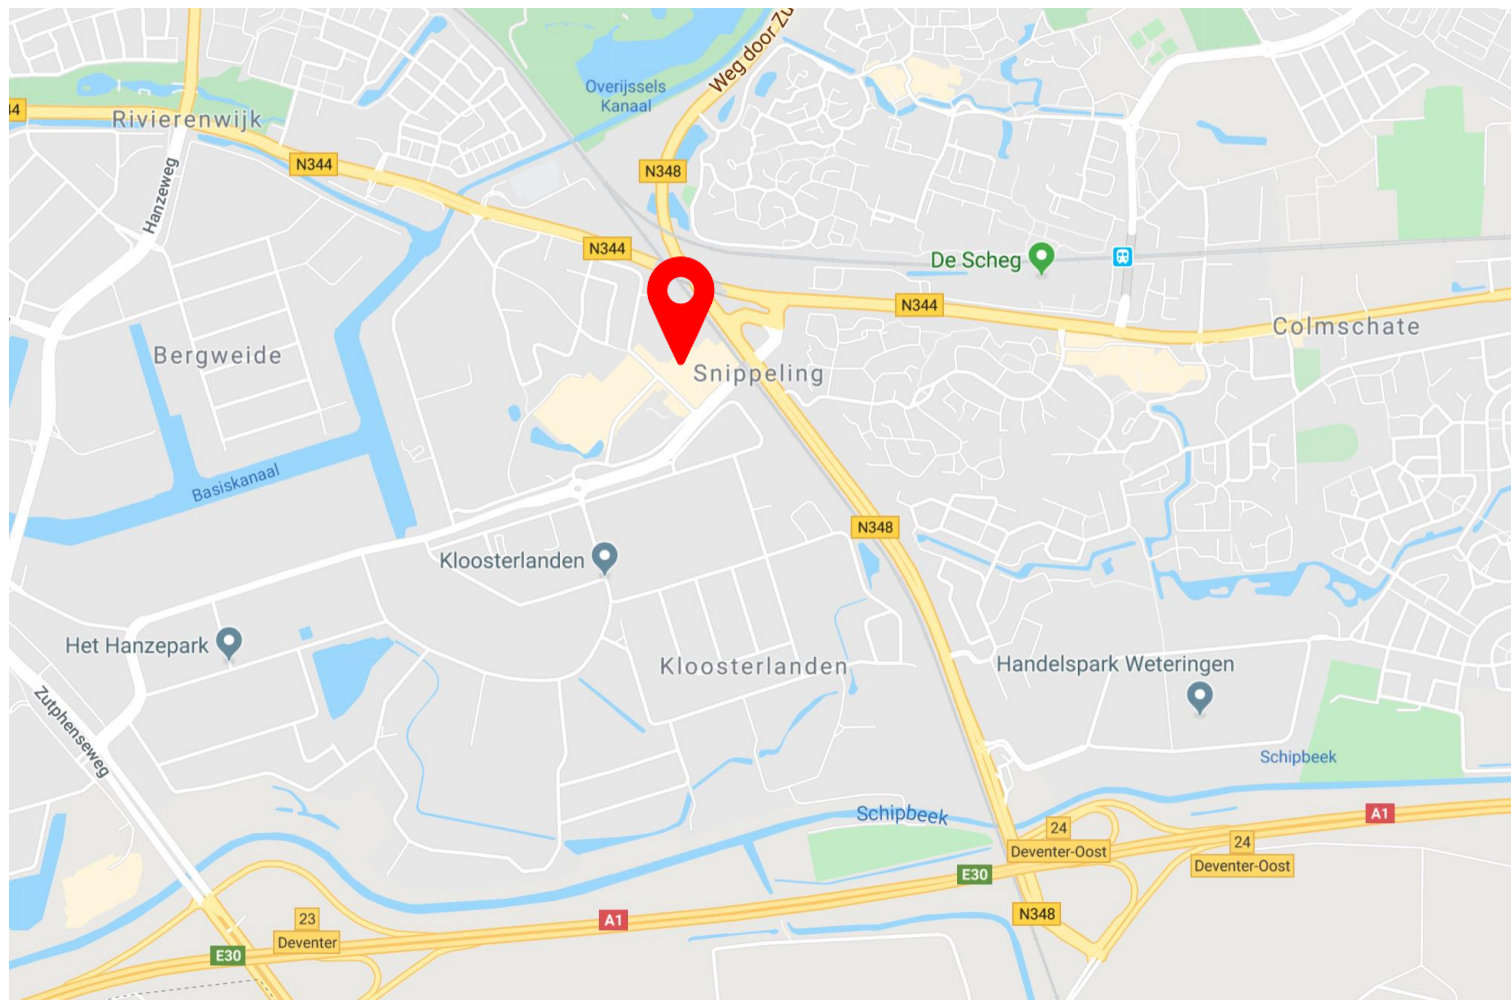 Weg door Zu
Overijssels
Kanaal
44
Rivierenwijk
N344
N348
Hanzeweg
N344
De Scheg
N344
Colmschate
Bergweide
Snippeling
Basiskanaal
N348
Kloosterlanden
Het Hanzepark
Kloosterlanden
Handelspark Weteringen
Zutphenseweg
Schipbeek
Schipbeek
A1
24
Deventer-Oost
24
Deventer-Oost
E30
N348
23
Deventer
A1
E30